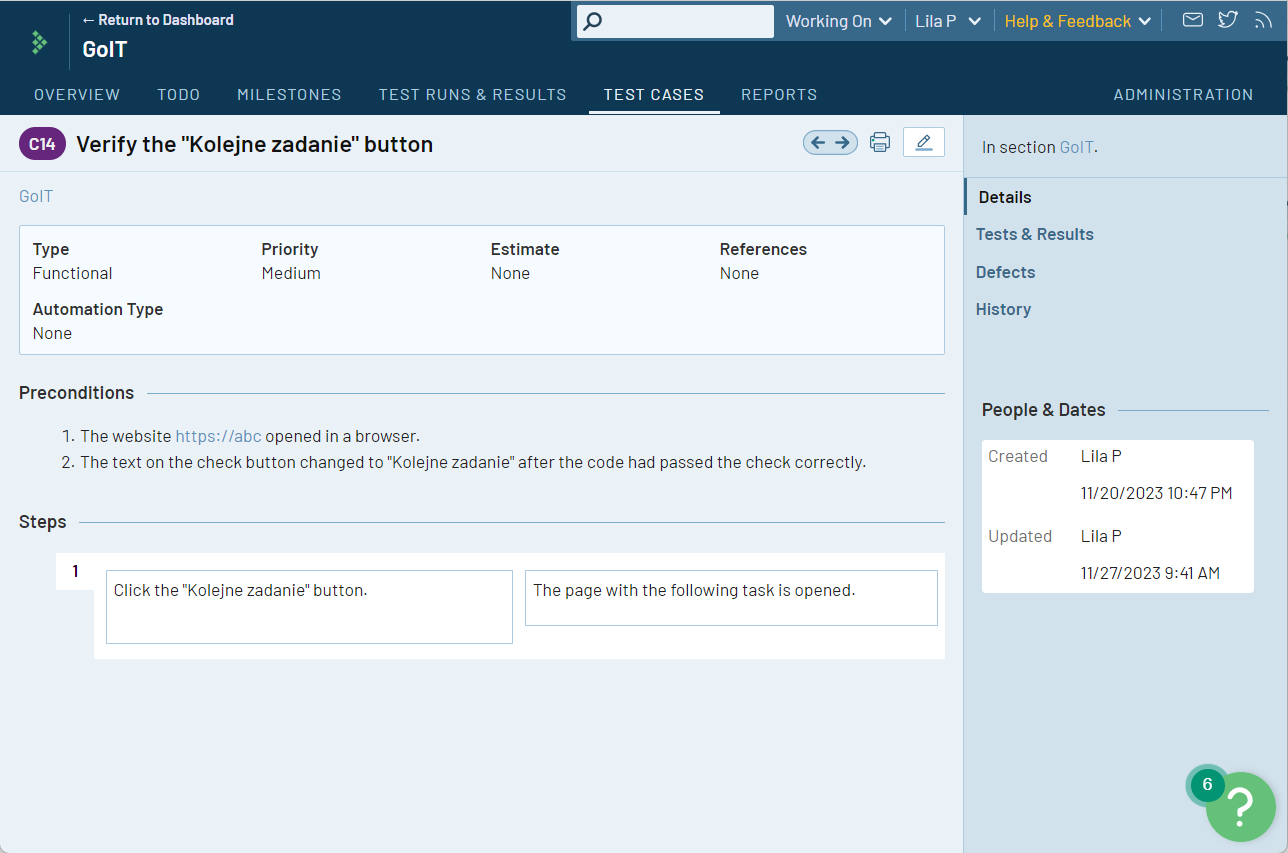 ← Return to Dashboard
GoIT
Working On
Lila P
Help & Feedback
OVERVIEW
TODO
MILESTONES
TEST RUNS & RESULTS
TEST CASES
REPORTS
ADMINISTRATION
C14
Verify the "Kolejne zadanie" button
GoIT
Type
Functional
Priority
Medium
Estimate
None
References
None
Automation Type
None
Preconditions
1. The website https://abc opened in a browser.
2. The text on the check button changed to "Kolejne zadanie" after the code had passed the check correctly.
Steps
1
Click the "Kolejne zadanie" button.
The page with the following task is opened.
In section GoIT.
Details
Tests & Results
Defects
History
People & Dates
Created
Lila P
11/20/2023 10:47 PM
Updated
Lila P
11/27/2023 9:41 AM
6
?